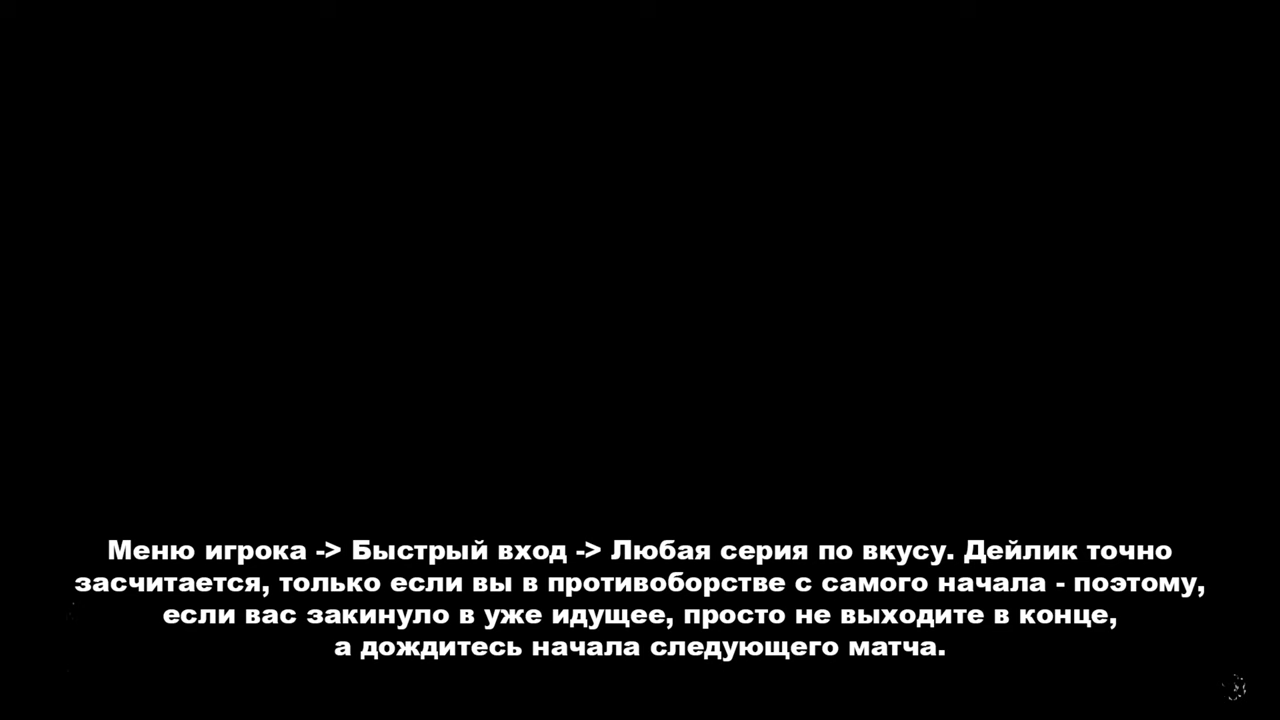 Меню игрока -> Быстрый вход -> Любая серия по вкусу. Дейлик точно
засчитается, только если вы в противоборстве с самого начала - поэтому,
если вас закинуло в уже идущее, просто не выходите в конце,
а дождитесь начала следующего матча.